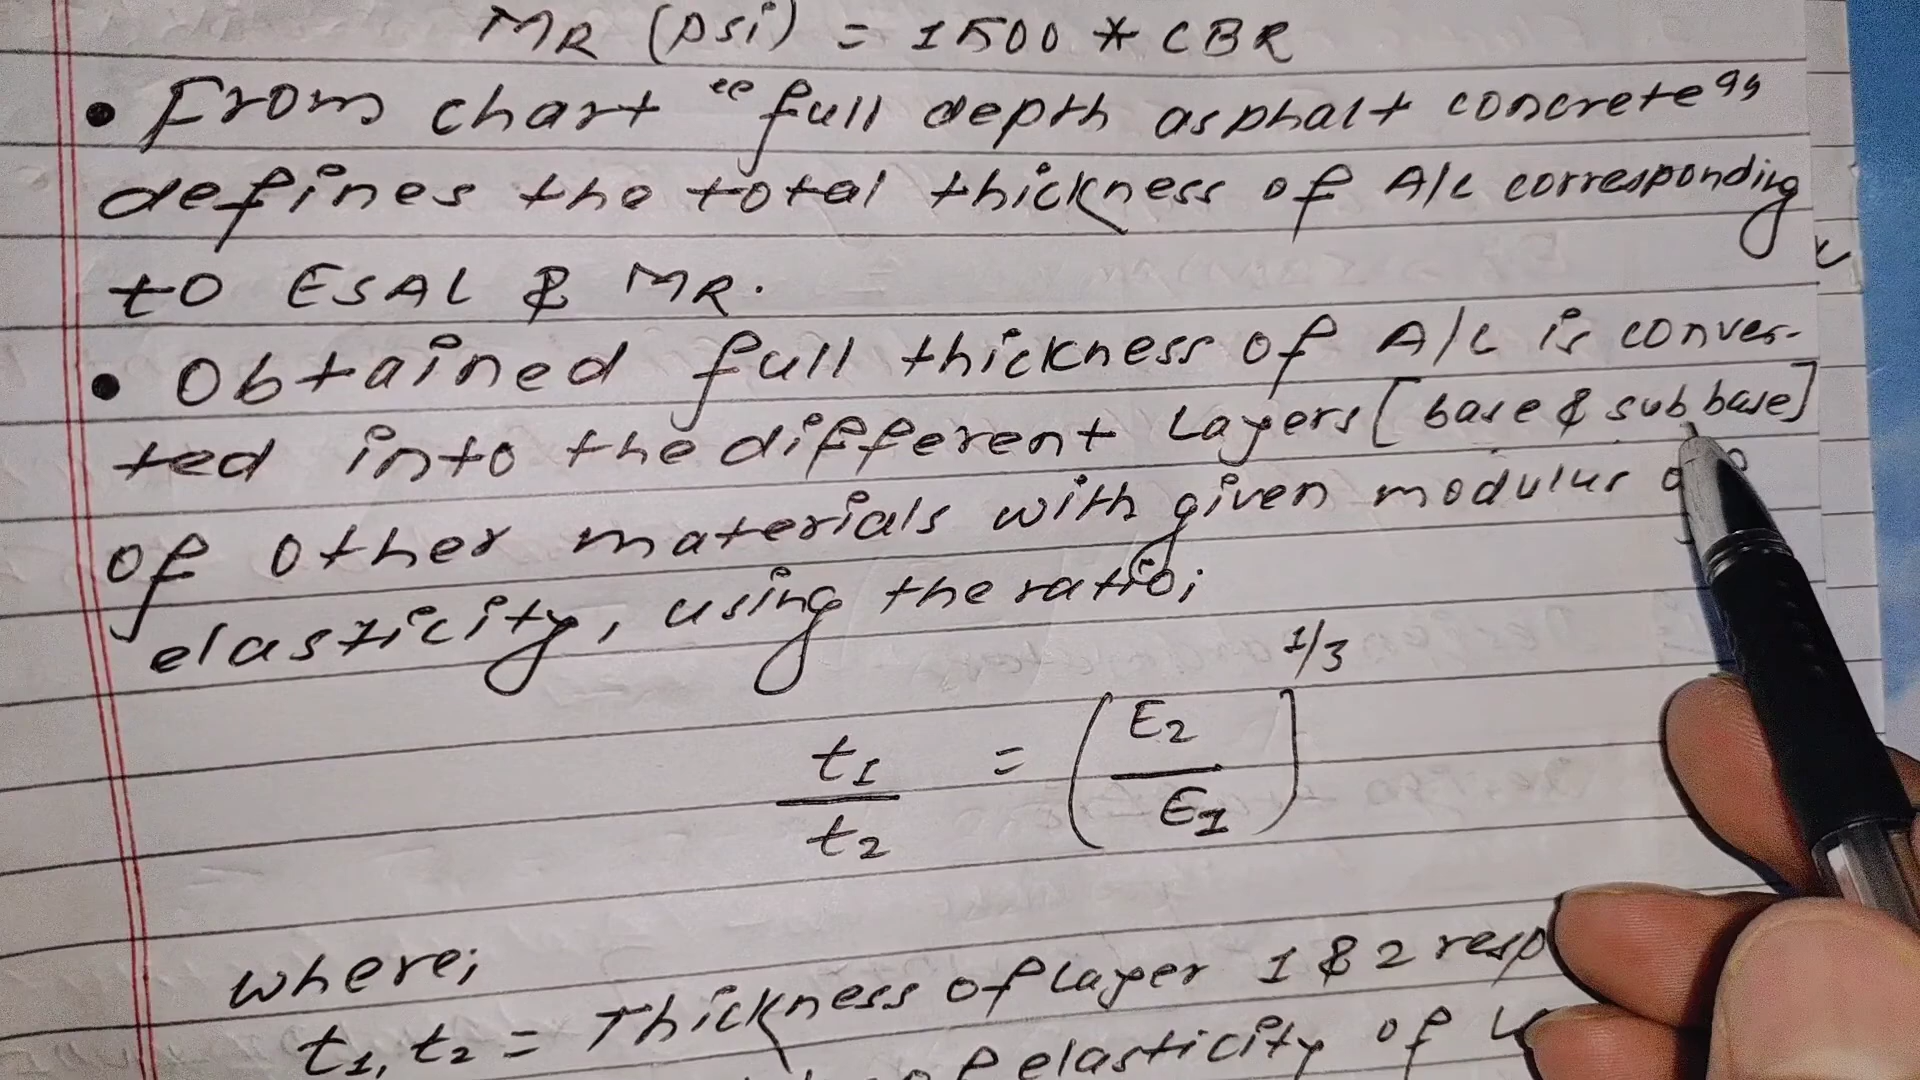 MR (psi) = 1500 * CBR
• From chart "full depth asphalt concrete"
defines the total thickness of A/C corresponding
to ESAL & MR.
• Obtained full thickness of A/C is conver-
ted into the different Layers [base & subbase]
of other materials with given modulus
elasticity, using the ratio;
t1/t2 = (E2/E1)^1/3
where;
t1, t2 = Thickness of Layer 1 & 2 resp
elasticity of